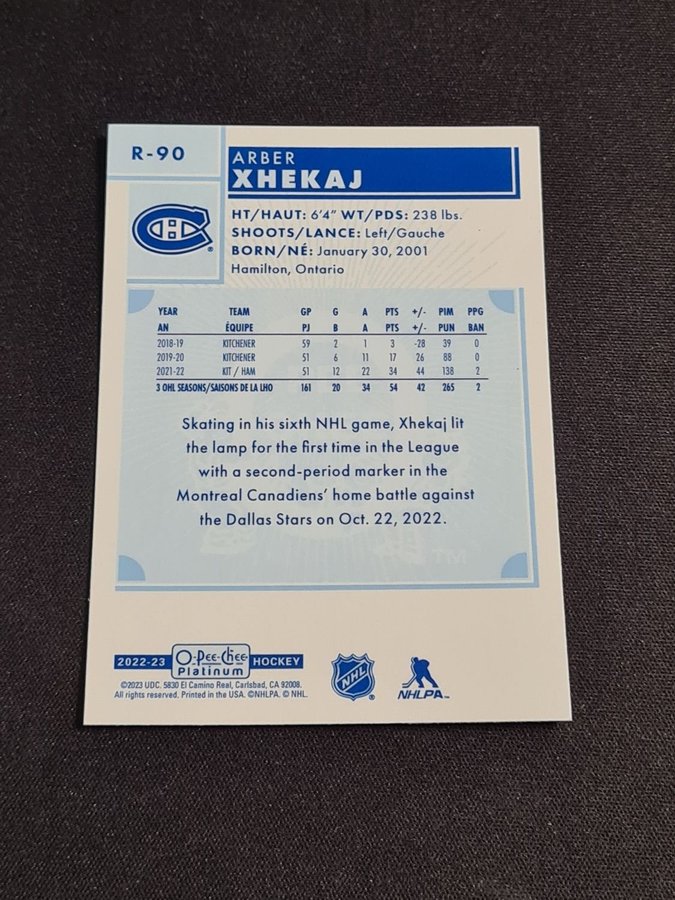 R-90
ARBER
XHEKAJ
HT/HAUT: 6'4" WT/PDS: 238 lbs.
SHOOTS/LANCE: Left/Gauche
BORN/NÉ: January 30, 2001
Hamilton, Ontario
CH ®
YEAR TEAM GP G A PTS +/- PIM PPG
AN ÉQUIPE PJ B A PTS +/- PUN BAN
2018-19 KITCHENER 59 2 1 3 -28 39 0
2019-20 KITCHENER 51 6 11 17 26 88 0
2021-22 KIT / HAM 51 12 22 34 44 138 2
3 OHL SEASONS/SAISONS DE LA LHO 161 20 34 54 42 265 2
Skating in his sixth NHL game, Xhekaj lit
the lamp for the first time in the League
with a second-period marker in the
Montreal Canadiens' home battle against
the Dallas Stars on Oct. 22, 2022.
2022-23 O-Pee-Chee Platinum HOCKEY
©2023 UDC. 5830 El Camino Real, Carlsbad, CA 92008.
All rights reserved. Printed in the USA. ©NHLPA. © NHL.
NHL
NHLPA